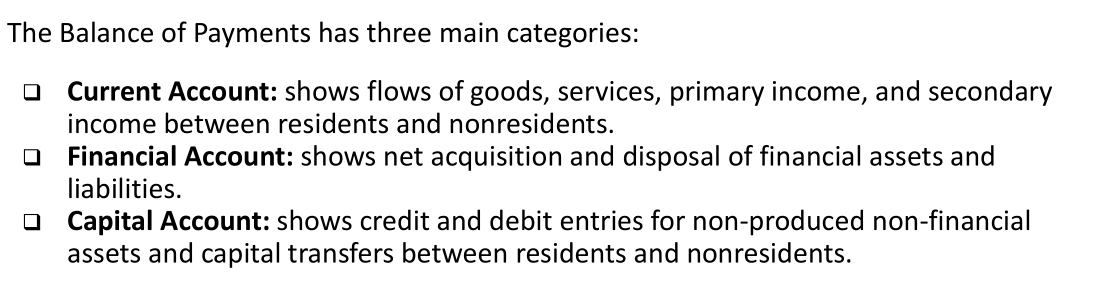 The Balance of Payments has three main categories:
❑ Current Account: shows flows of goods, services, primary income, and secondary
income between residents and nonresidents.
❑ Financial Account: shows net acquisition and disposal of financial assets and
liabilities.
❑ Capital Account: shows credit and debit entries for non-produced non-financial
assets and capital transfers between residents and nonresidents.